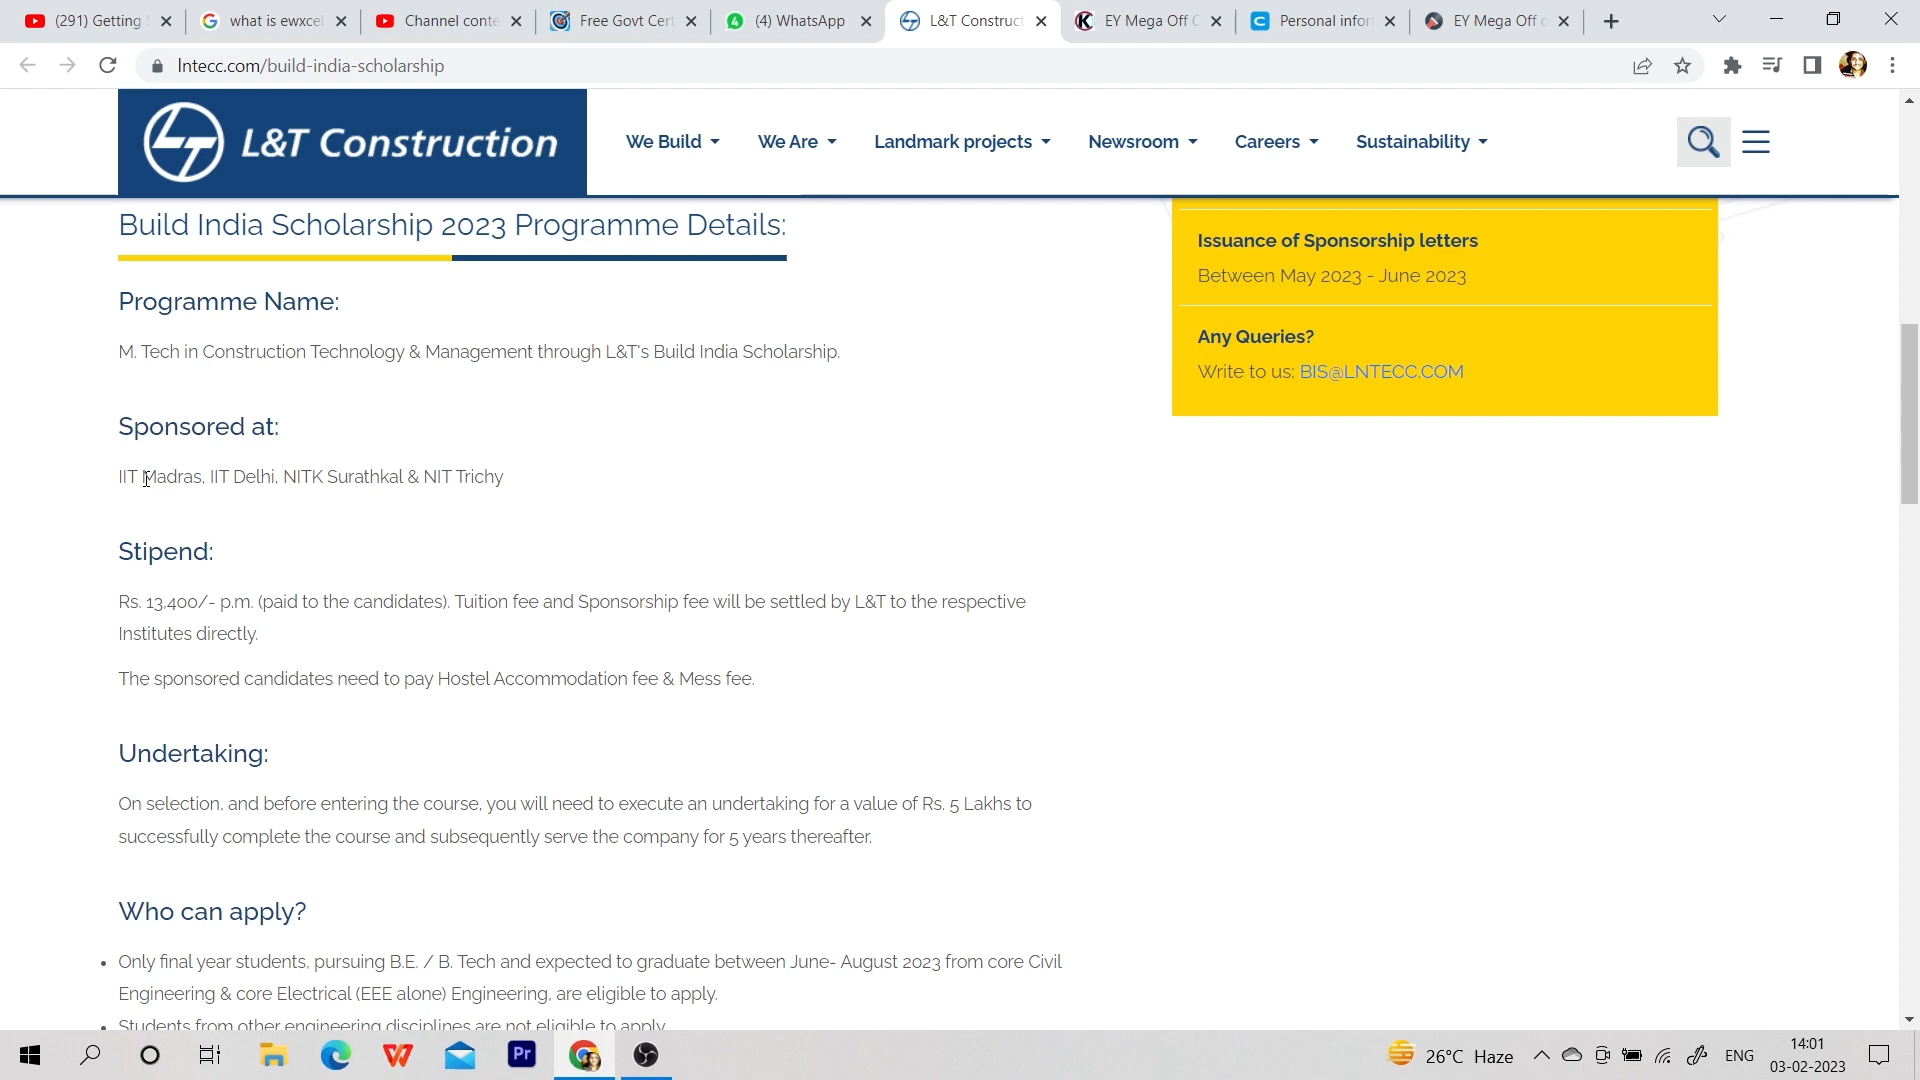 (291) Getting
what is ewxcel
Channel conte
Free Govt Cert
(4) WhatsApp
L&T Construct
EY Mega Off C
Personal infor
EY Mega Off c
lntecc.com/build-india-scholarship
L&T Construction
We Build
We Are
Landmark projects
Newsroom
Careers
Sustainability
Build India Scholarship 2023 Programme Details:
Programme Name:
M. Tech in Construction Technology & Management through L&T's Build India Scholarship.
Sponsored at:
IIT Madras, IIT Delhi, NITK Surathkal & NIT Trichy
Stipend:
Rs. 13,400/- p.m. (paid to the candidates). Tuition fee and Sponsorship fee will be settled by L&T to the respective
Institutes directly.
The sponsored candidates need to pay Hostel Accommodation fee & Mess fee.
Undertaking:
On selection, and before entering the course, you will need to execute an undertaking for a value of Rs. 5 Lakhs to
successfully complete the course and subsequently serve the company for 5 years thereafter.
Who can apply?
• Only final year students, pursuing B.E. / B. Tech and expected to graduate between June- August 2023 from core Civil
Engineering & core Electrical (EEE alone) Engineering, are eligible to apply.
• Students from other engineering disciplines are not eligible to apply
Issuance of Sponsorship letters
Between May 2023 - June 2023
Any Queries?
Write to us: BIS@LNTECC.COM
Pr
26°C Haze
ENG
14:01
03-02-2023